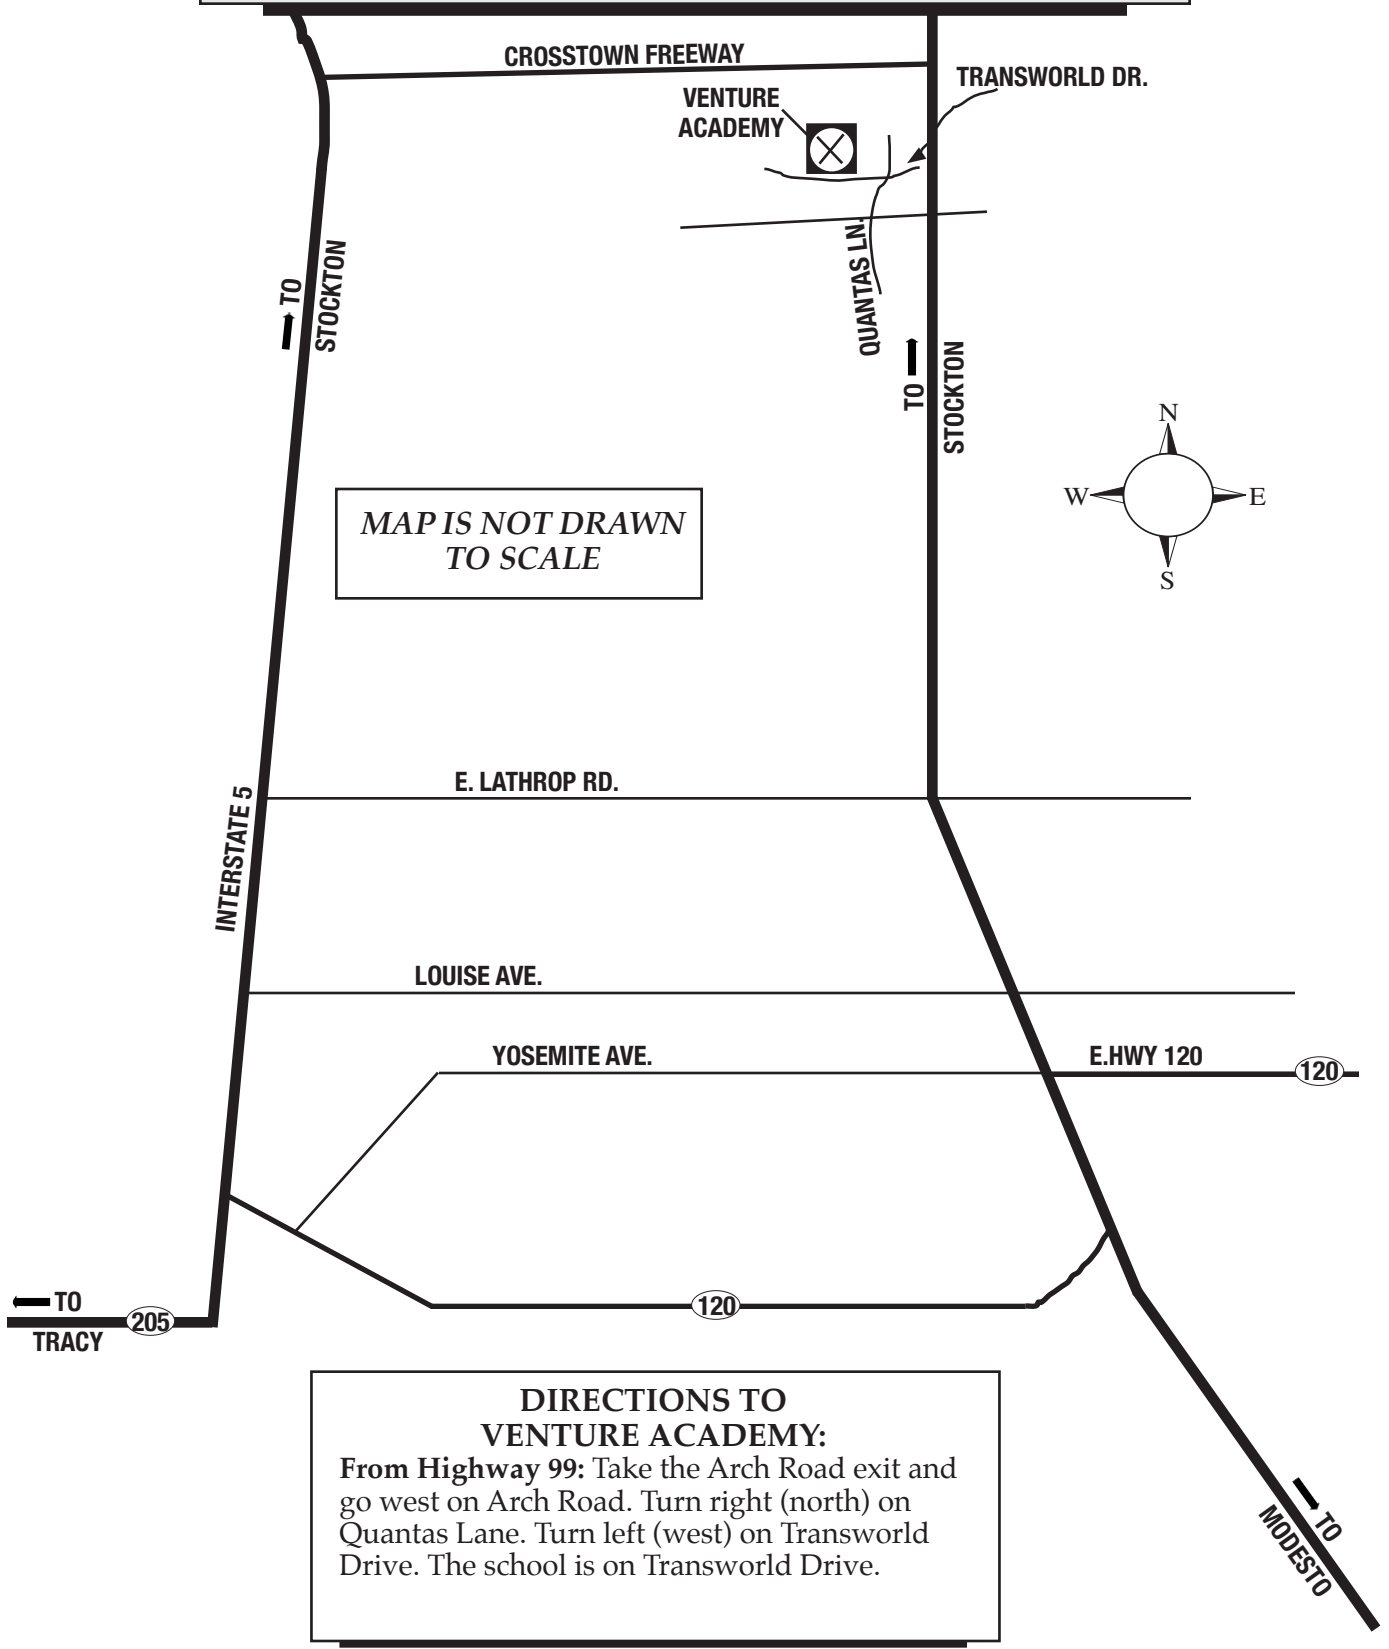 CROSSTOWN FREEWAY
TRANSWORLD DR.
VENTURE
ACADEMY
QUANTAS LN.
TO
STOCKTON
TO
STOCKTON
N
W
E
S
MAP IS NOT DRAWN
TO SCALE
E. LATHROP RD.
INTERSTATE 5
LOUISE AVE.
YOSEMITE AVE.
E.HWY 120
120
120
TO
205
TRACY
DIRECTIONS TO
VENTURE ACADEMY:
From Highway 99: Take the Arch Road exit and
go west on Arch Road. Turn right (north) on
Quantas Lane. Turn left (west) on Transworld
Drive. The school is on Transworld Drive.
TO
MODESTO